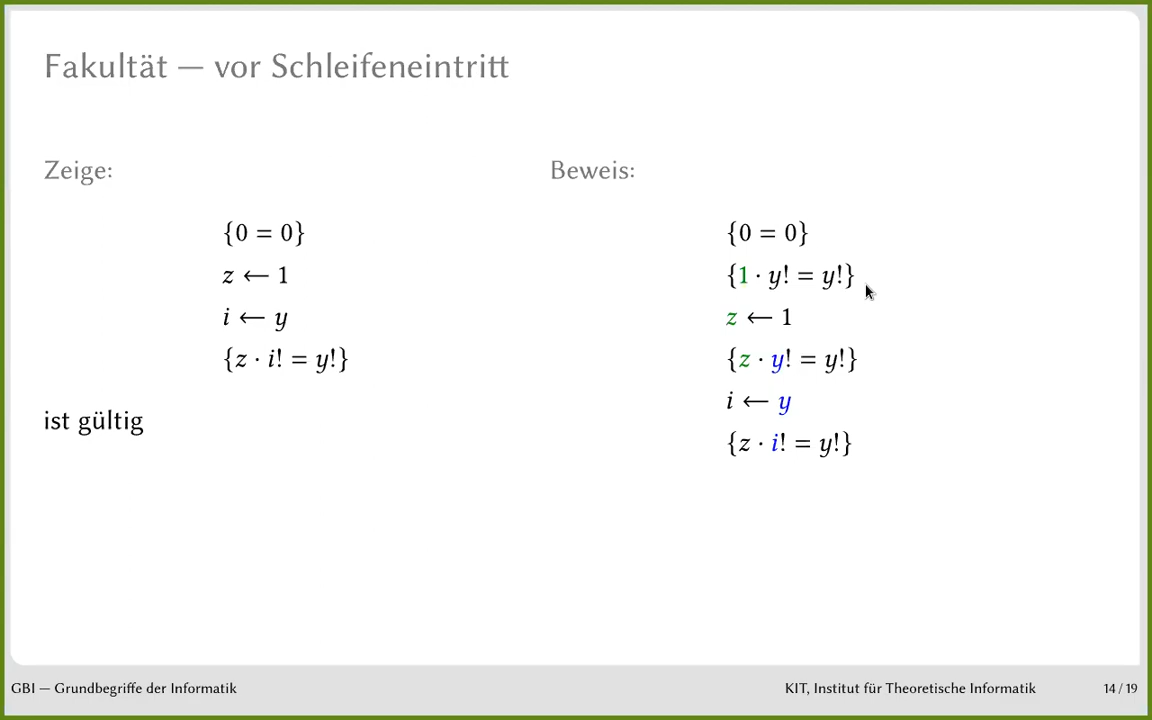 Fakultät — vor Schleifeneintritt
Zeige:
{0 = 0}
z ← 1
i ← y
{z · i! = y!}
ist gültig
Beweis:
{0 = 0}
{1 · y! = y!}
z ← 1
{z · y! = y!}
i ← y
{z · i! = y!}
GBI — Grundbegriffe der Informatik
KIT, Institut für Theoretische Informatik
14 / 19